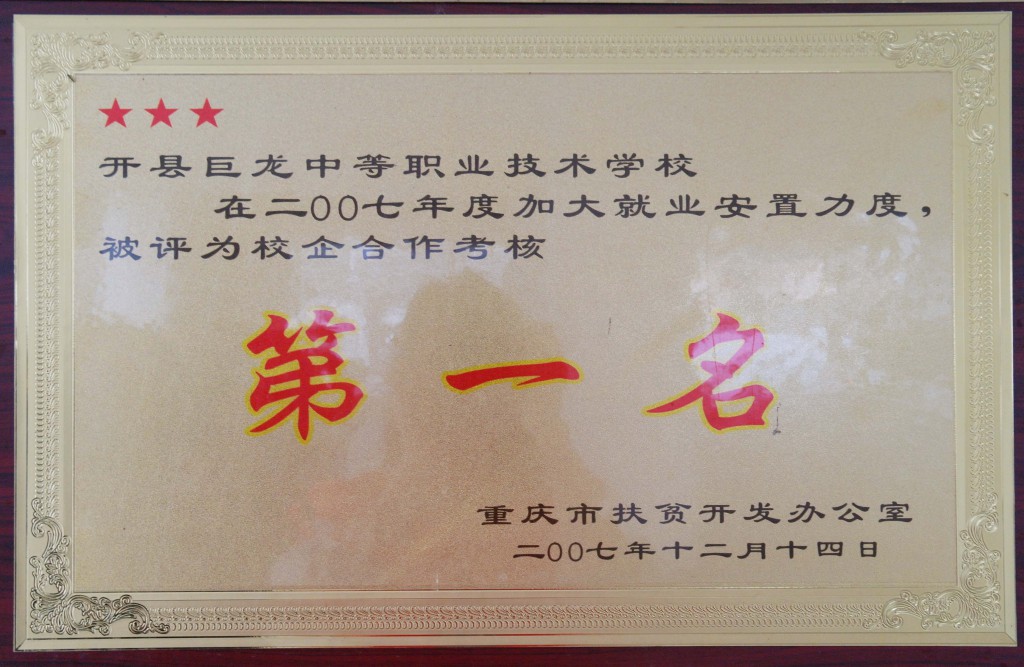 ★★★
开县巨龙中等职业技术学校
在二00七年度加大就业安置力度，
被评为校企合作考核
第一名
重庆市扶贫开发办公室
二00七年十二月十四日